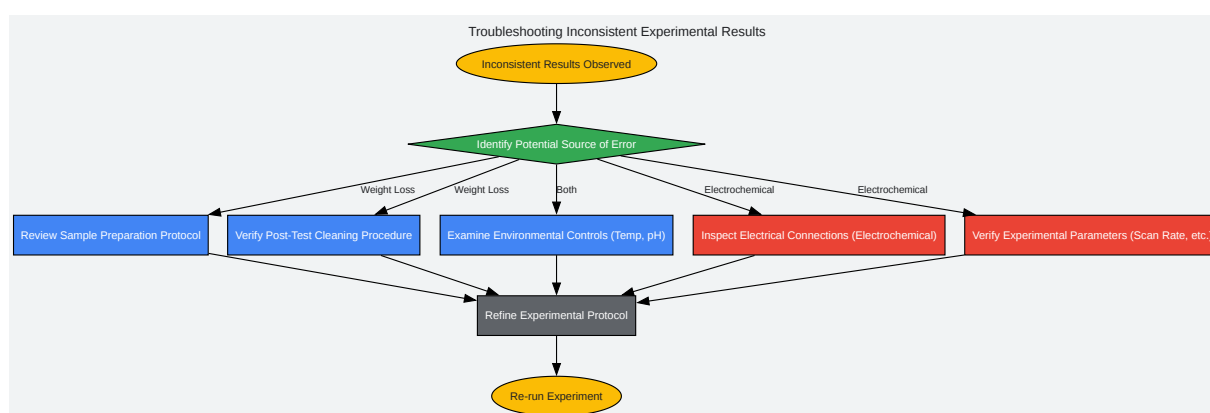 Troubleshooting Inconsistent Experimental Results
Inconsistent Results Observed
Identify Potential Source of Error
Weight Loss
Weight Loss
Both
Electrochemical
Electrochemical
Review Sample Preparation Protocol
Verify Post-Test Cleaning Procedure
Examine Environmental Controls (Temp, pH)
Inspect Electrical Connections (Electrochemical)
Verify Experimental Parameters (Scan Rate, etc.)
Refine Experimental Protocol
Re-run Experiment